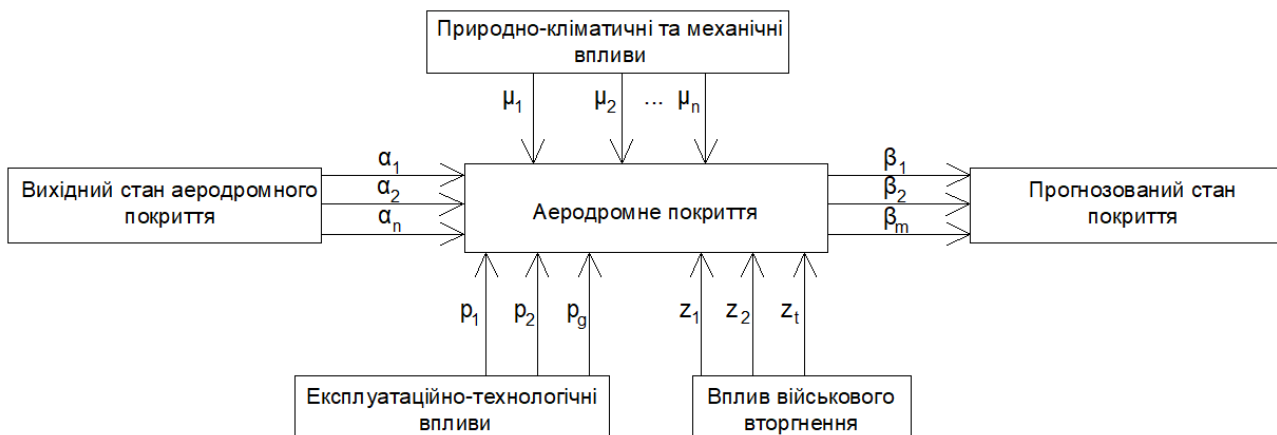 Природно-кліматичні та механічні
впливи
μ1 μ2 ... μn
α1
α2
αn
Вихідний стан аеродромного
покриття
Аеродромне покриття
β1
β2
βm
Прогнозований стан
покриття
p1 p2 pg
z1 z2 zt
Експлуатаційно-технологічні
впливи
Вплив військового
вторгнення